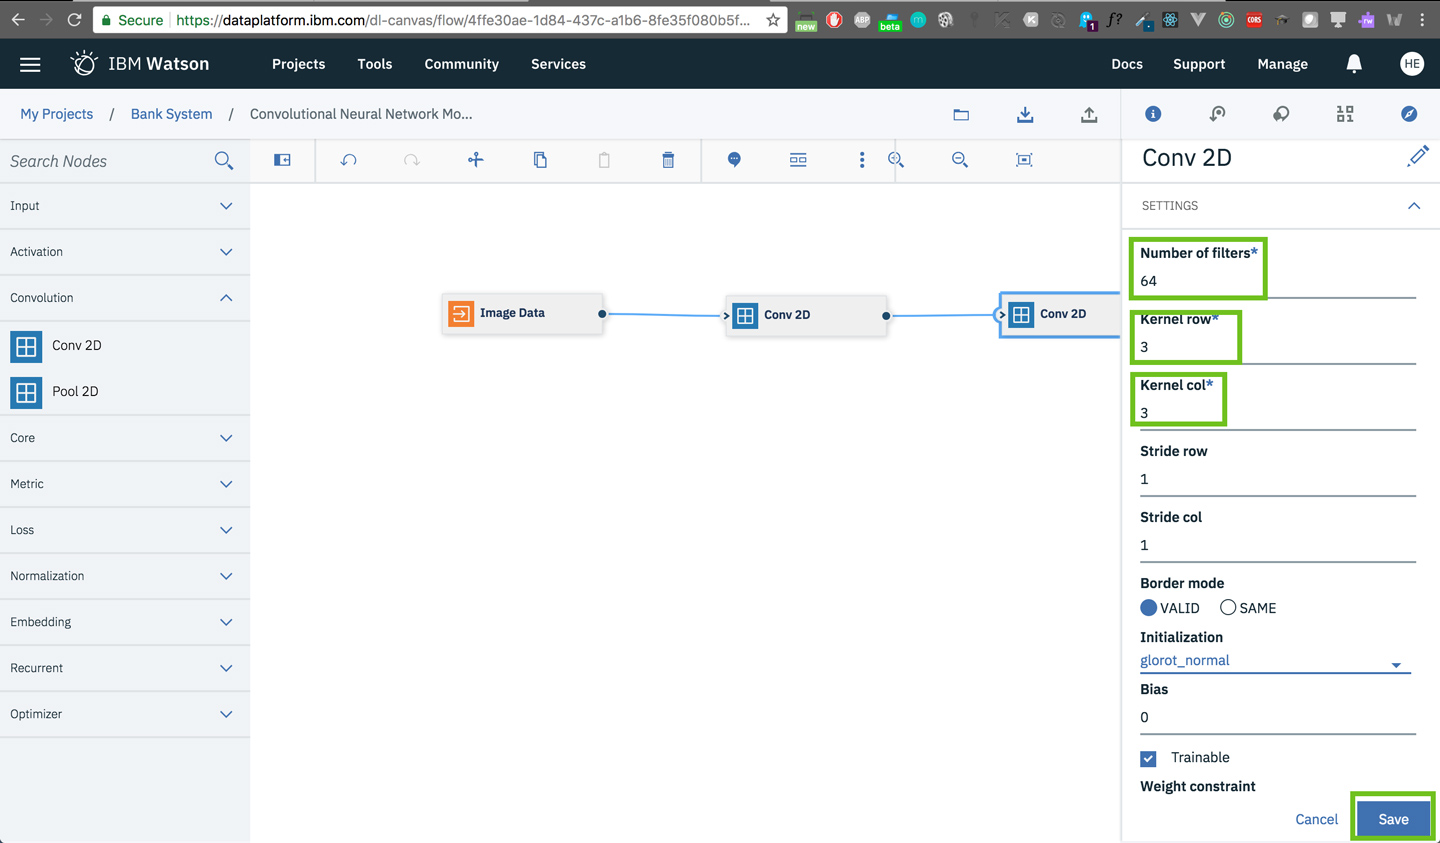 Secure https://dataplatform.ibm.com/dl-canvas/flow/4ffe30ae-1d84-437c-a1b6-8fe35f080b5f...
new
ABP
beta
m
K
1
f?
CORS
rw
IBM Watson
Projects
Tools
Community
Services
Docs
Support
Manage
HE
My Projects / Bank System / Convolutional Neural Network Mo...
Search Nodes
Input
Activation
Convolution
Conv 2D
Pool 2D
Core
Metric
Loss
Normalization
Embedding
Recurrent
Optimizer
Image Data
Conv 2D
Conv 2D
Conv 2D
SETTINGS
Number of filters*
64
Kernel row*
3
Kernel col*
3
Stride row
1
Stride col
1
Border mode
VALID SAME
Initialization
glorot_normal
Bias
0
Trainable
Weight constraint
Cancel
Save